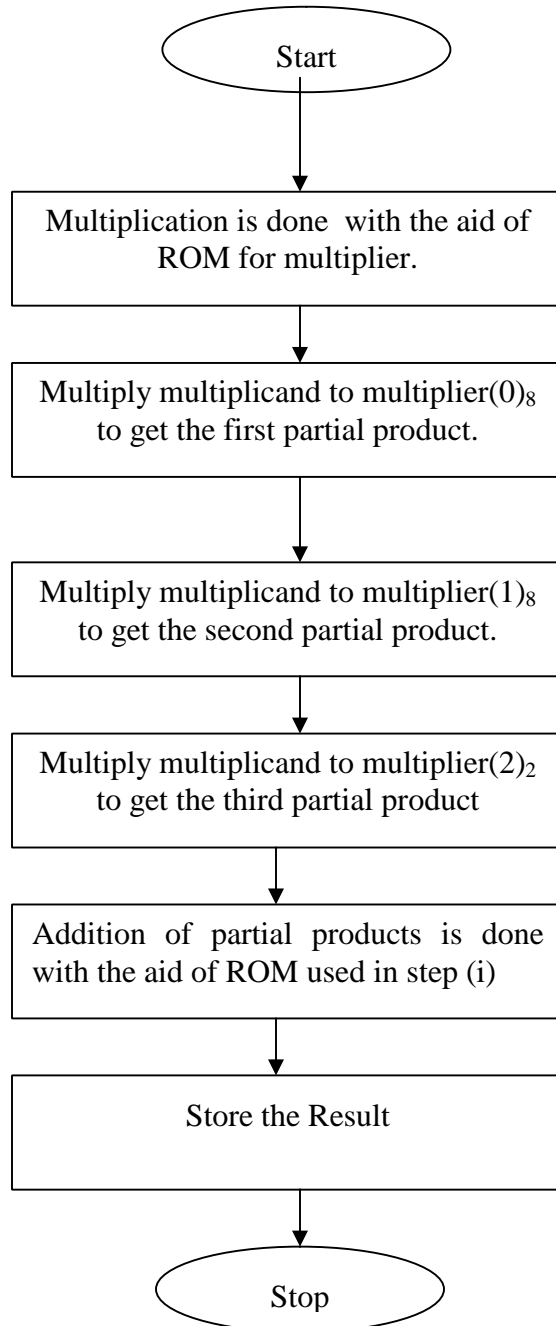 Start
Multiplication is done with the aid of
ROM for multiplier.
Multiply multiplicand to multiplier(0)₈
to get the first partial product.
Multiply multiplicand to multiplier(1)₈
to get the second partial product.
Multiply multiplicand to multiplier(2)₂
to get the third partial product
Addition of partial products is done
with the aid of ROM used in step (i)
Store the Result
Stop